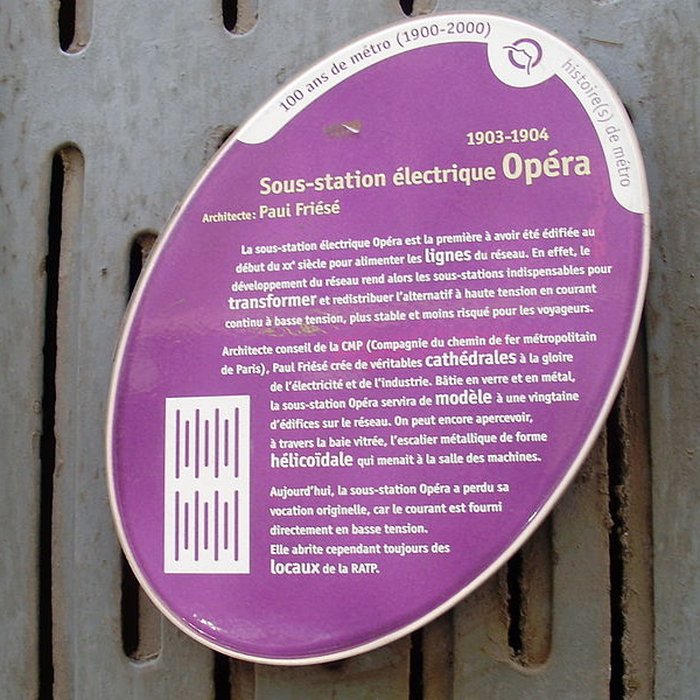 100 ans de métro (1900-2000)
histoire(s) de métro
1903-1904
Sous-station électrique Opéra
Architecte: Paui Friésé
La sous-station électrique Opéra est la première à avoir été édifiée au
début du XXe siècle pour alimenter les lignes du réseau. En effet, le
développement du réseau rend alors les sous-stations indispensables pour
transformer et redistribuer l'alternatif à haute tension en courant
continu à basse tension, plus stable et moins risqué pour les voyageurs.
Architecte conseil de la CMP (Compagnie du chemin de fer métropolitain
de Paris), Paul Friésé crée de véritables cathédrales à la gloire
de l'électricité et de l'industrie. Bâtie en verre et en métal,
la sous-station Opéra servira de modèle à une vingtaine
d'édifices sur le réseau. On peut encore apercevoir,
à travers la baie vitrée, l'escalier métallique de forme
hélicoïdale qui menait à la salle des machines.
Aujourd'hui, la sous-station Opéra a perdu sa
vocation originelle, car le courant est fourni
directement en basse tension.
Elle abrite cependant toujours des
locaux de la RATP.